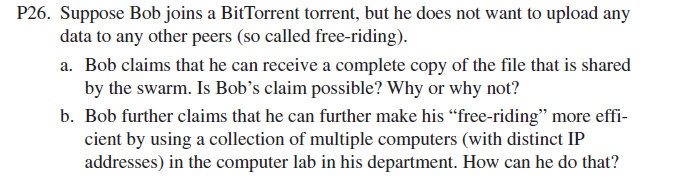 P26. Suppose Bob joins a BitTorrent torrent, but he does not want to upload any
data to any other peers (so called free-riding).
a. Bob claims that he can receive a complete copy of the file that is shared
by the swarm. Is Bob’s claim possible? Why or why not?
b. Bob further claims that he can further make his “free-riding” more effi-
cient by using a collection of multiple computers (with distinct IP
addresses) in the computer lab in his department. How can he do that?